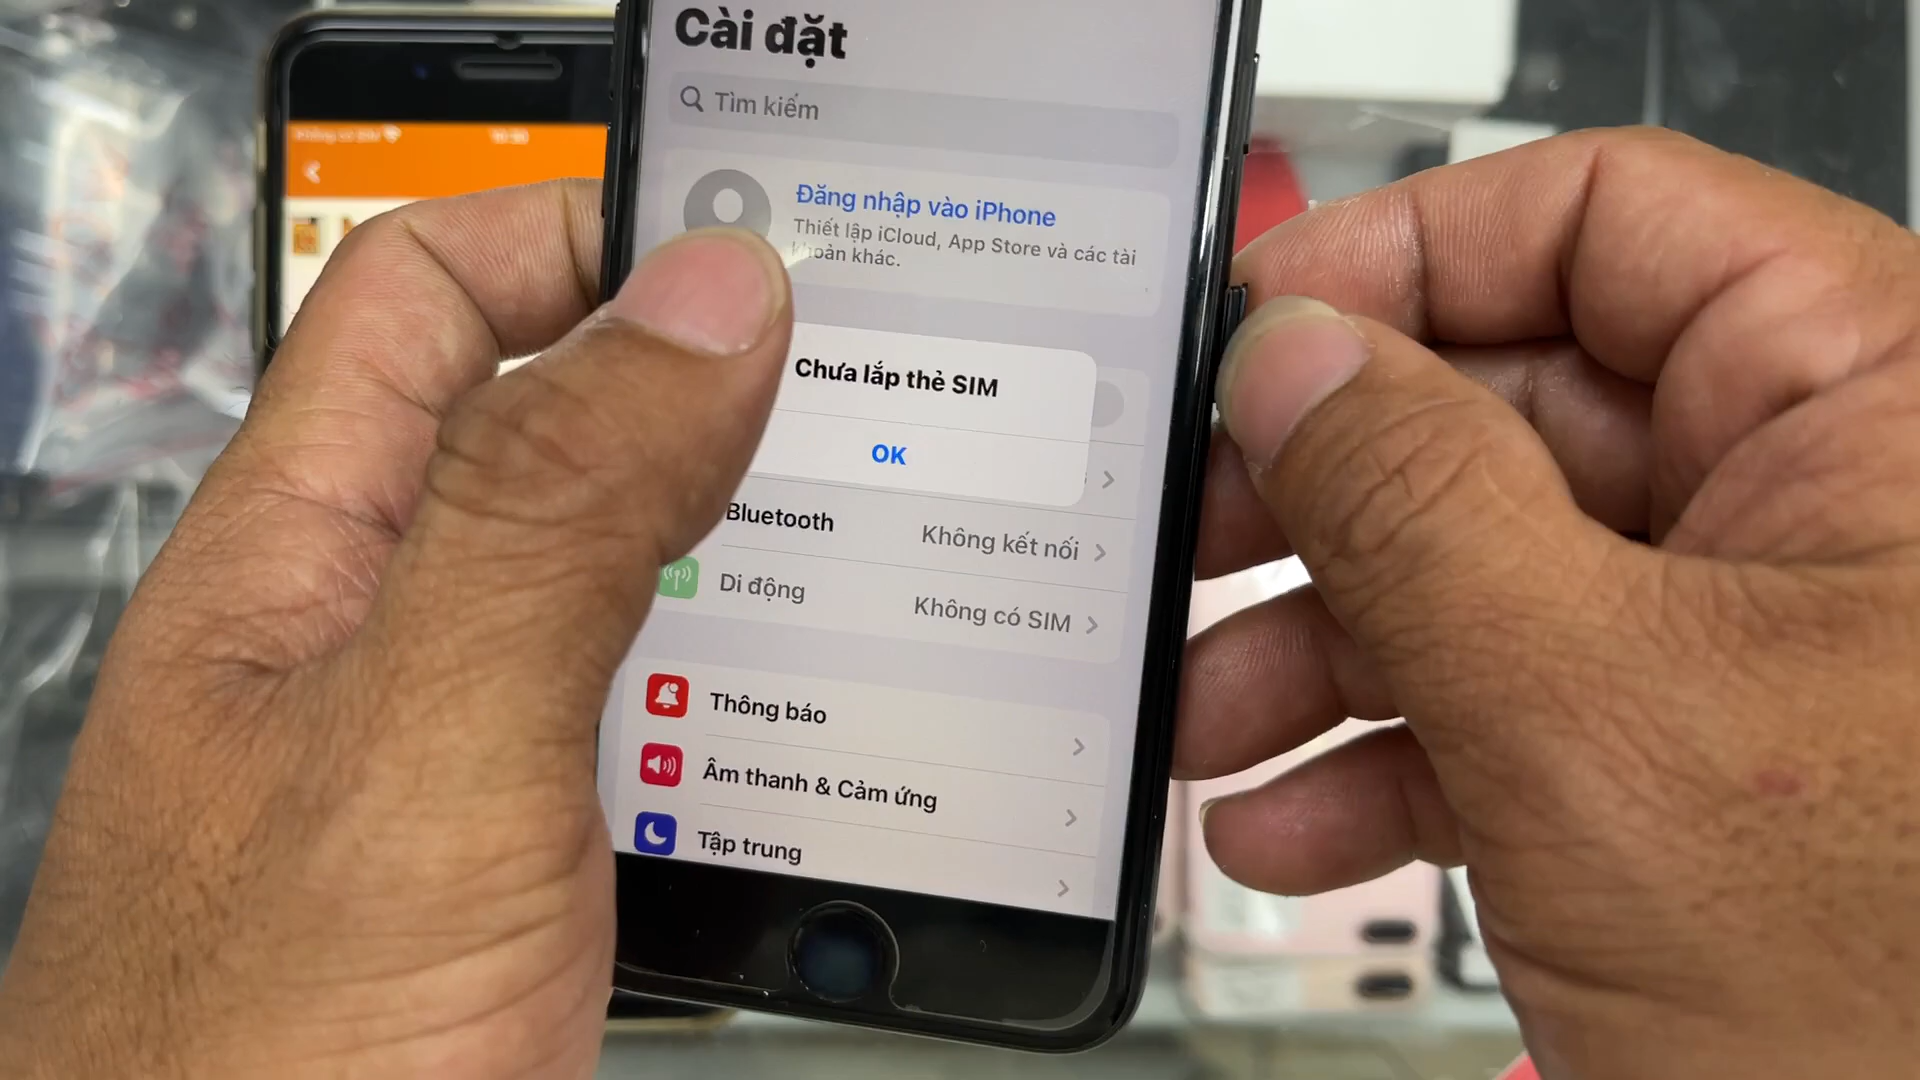 Cài đặt
Tìm kiếm
Đăng nhập vào iPhone
Thiết lập iCloud, App Store và các tài
khoản khác.
Chưa lắp thẻ SIM
OK
Bluetooth
Không kết nối
Di động
Không có SIM
Thông báo
Âm thanh & Cảm ứng
Tập trung